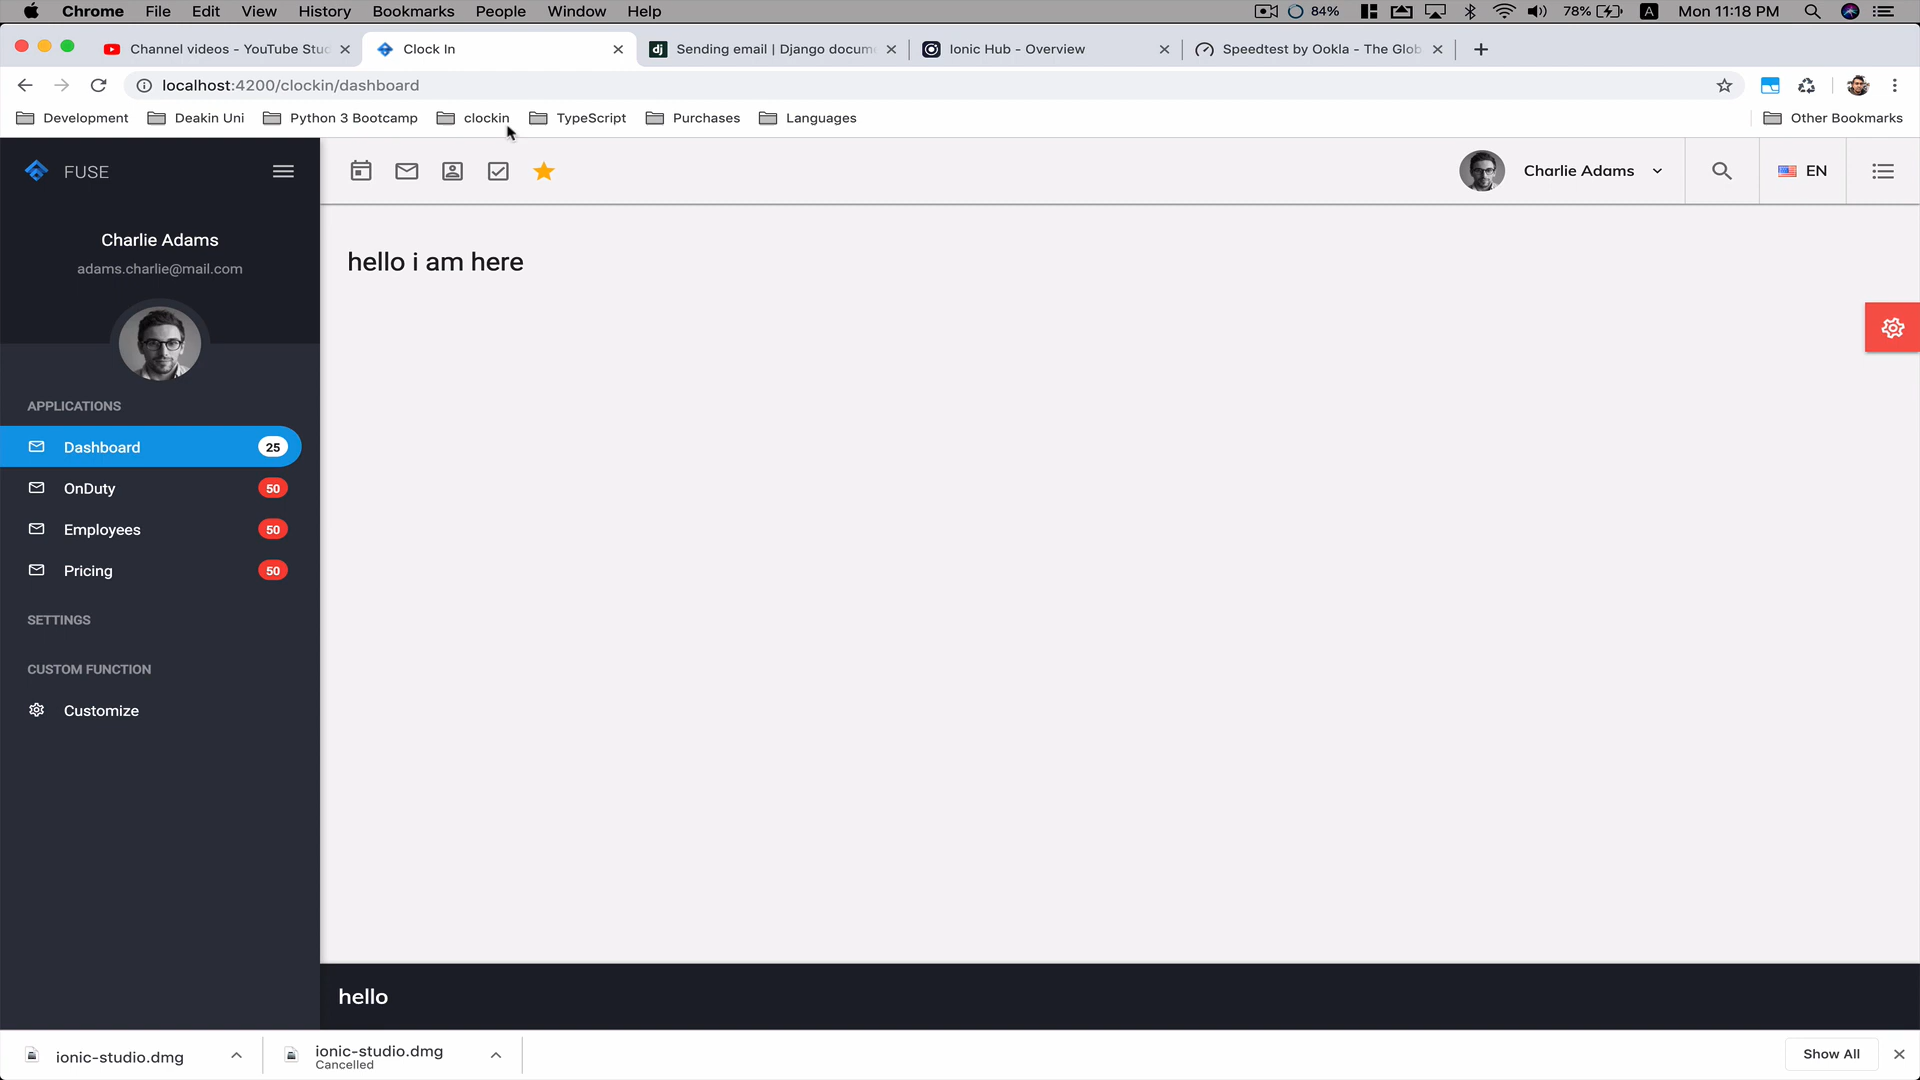 Chrome File Edit View History Bookmarks People Window Help 84% 78% A Mon 11:18 PM
Channel videos - YouTube Stu Clock In Sending email | Django docum Ionic Hub - Overview Speedtest by Ookla - The Glob
localhost:4200/clockin/dashboard
Development Deakin Uni Python 3 Bootcamp clockin TypeScript Purchases Languages Other Bookmarks
FUSE Charlie Adams EN
Charlie Adams
adams.charlie@mail.com
hello i am here
APPLICATIONS
Dashboard 25
OnDuty 50
Employees 50
Pricing 50
SETTINGS
CUSTOM FUNCTION
Customize
hello
ionic-studio.dmg ionic-studio.dmg Show All
Cancelled